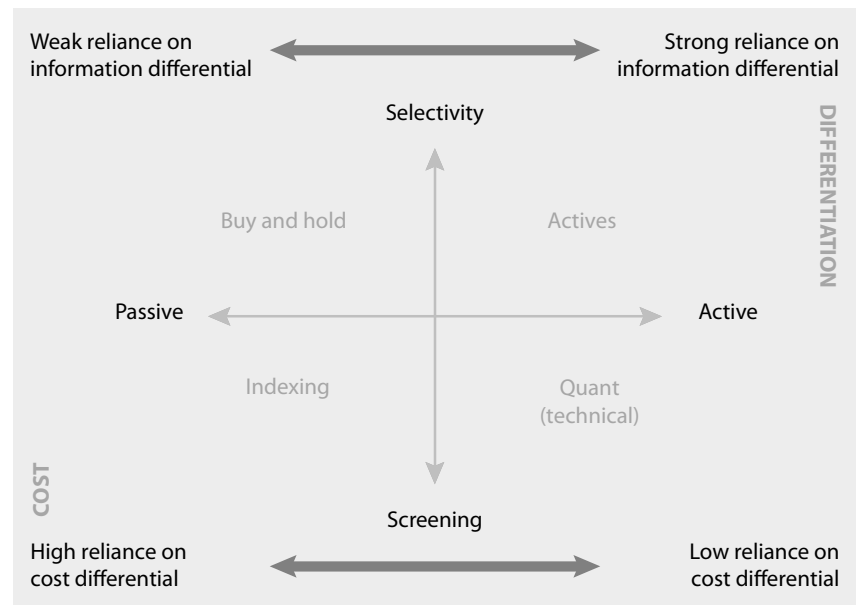 Weak reliance on
information differential
Strong reliance on
information differential
Selectivity
DIFFERENTIATION
Buy and hold
Actives
Passive
Active
Indexing
Quant
(technical)
COST
Screening
High reliance on
cost differential
Low reliance on
cost differential